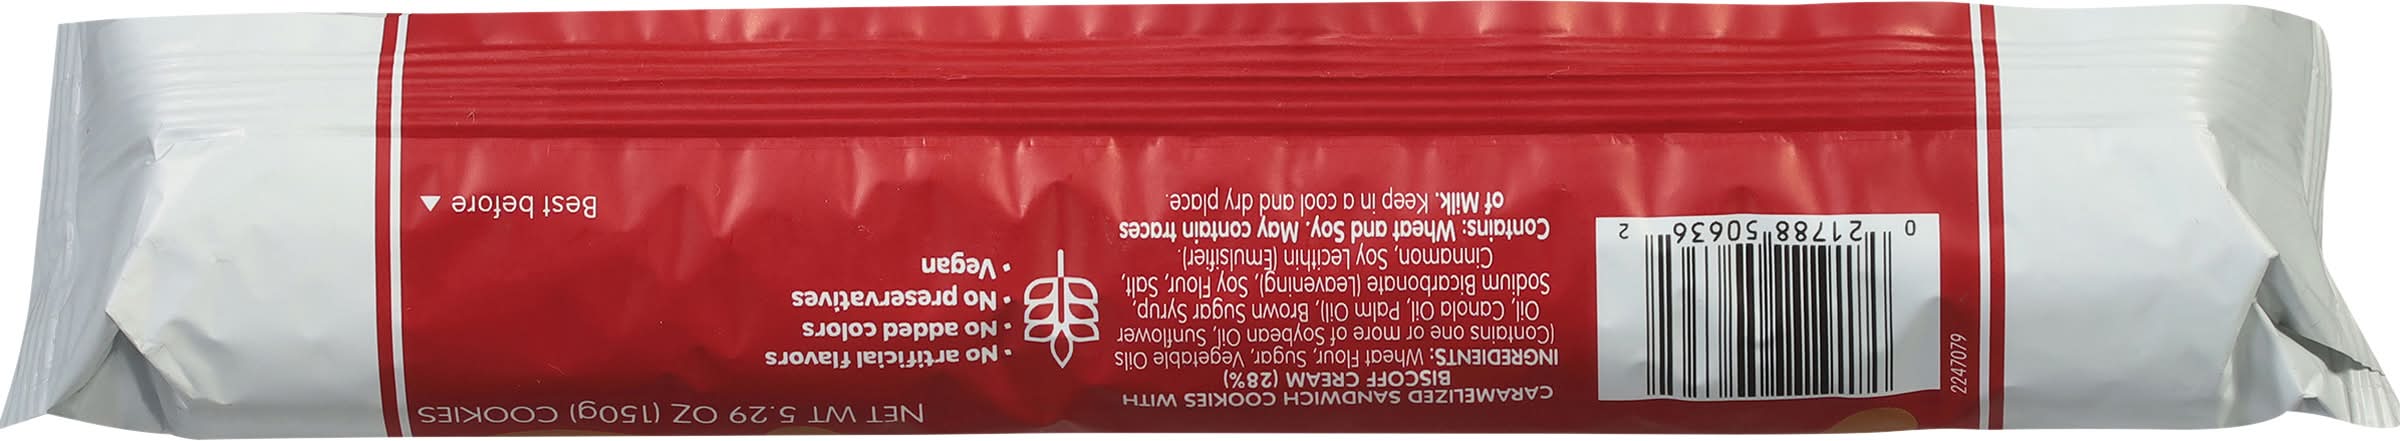 CARAMELIZED SANDWICH COOKIES WITH
BISCOFF CREAM (28%)
INGREDIENTS: Wheat Flour, Sugar, Vegetable Oils
(Contains one or more of Soybean Oil, Sunflower
Oil, Canola Oil, Palm Oil), Brown Sugar Syrup,
Sodium Bicarbonate (Leavening), Soy Flour, Salt,
Cinnamon, Soy Lecithin (Emulsifier).
Contains: Wheat and Soy. May contain traces
of Milk. Keep in a cool and dry place.
NET WT 5.29 OZ (150g) COOKIES
• No artificial flavors
• No added colors
• No preservatives
• Vegan
Best before
0 21788 50636 2
2247079